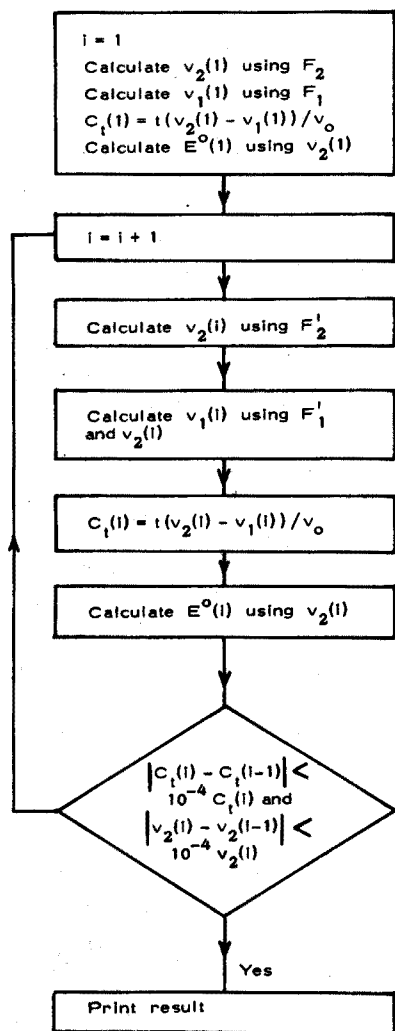 i = 1
Calculate v₂(1) using F₂
Calculate v₁(1) using F₁
Cₜ(1) = t(v₂(1) - v₁(1))/vₒ
Calculate E⁰(1) using v₂(1)
i = i + 1
Calculate v₂(i) using F'₂
Calculate v₁(i) using F'₁
and v₂(i)
Cₜ(i) = t(v₂(i) - v₁(i))/vₒ
Calculate E⁰(i) using v₂(i)
|Cₜ(i) - Cₜ(i-1)| <
10⁻⁴ Cₜ(i) and
|v₂(i) - v₂(i-1)| <
10⁻⁴ v₂(i)
Yes
Print result